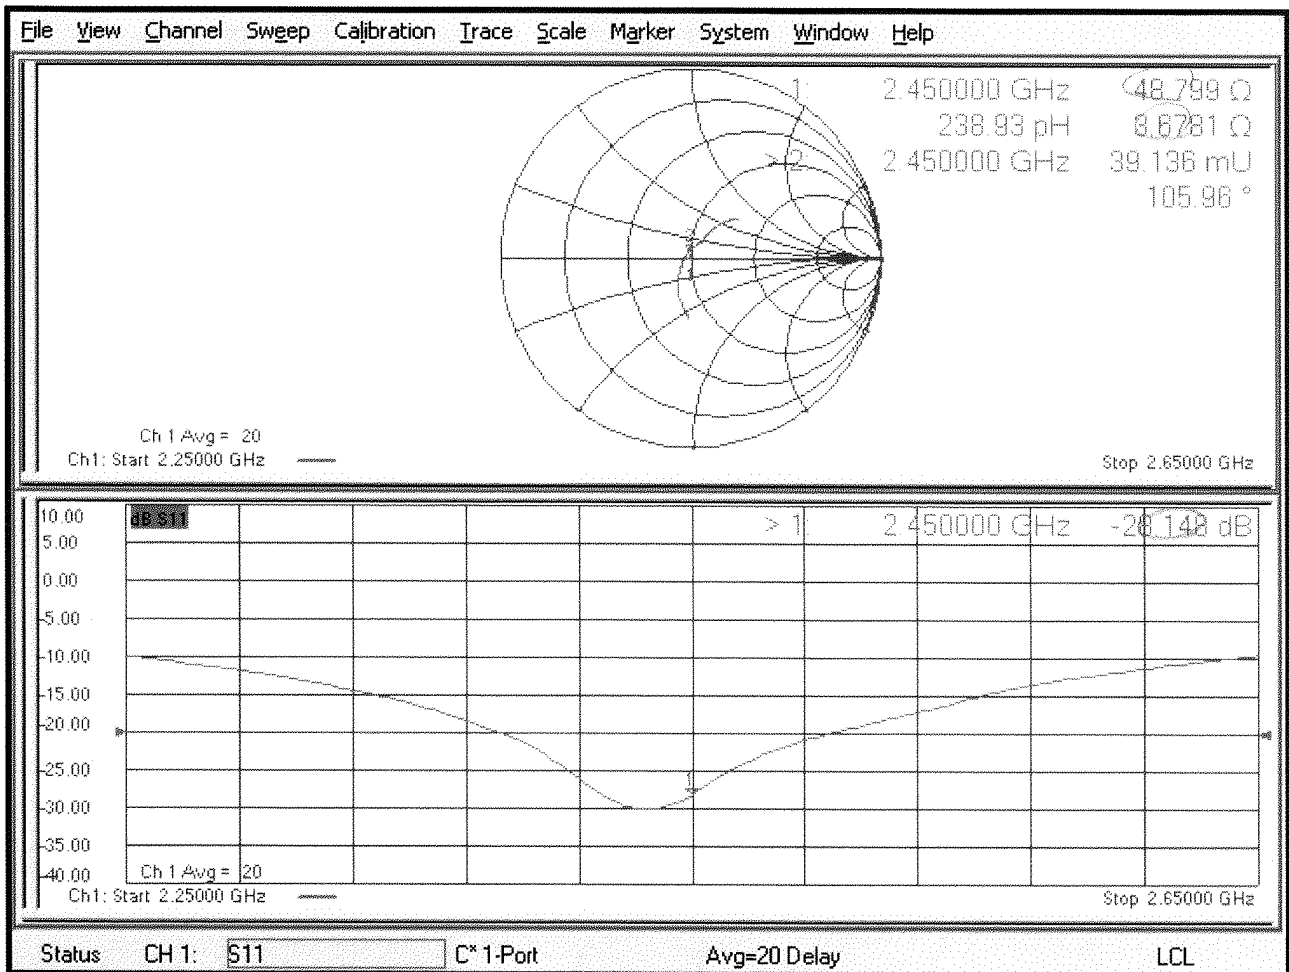 File View Channel Sweep Calibration Trace Scale Marker System Window Help
1: 2.450000 GHz 48.799 Ω
238.93 pH 3.6781 Ω
> 2: 2.450000 GHz 39.136 mU
105.96 °
Ch 1 Avg = 20
Ch1: Start 2.25000 GHz Stop 2.65000 GHz
10.00 dB S11 > 1: 2.450000 GHz -28.148 dB
5.00
0.00
-5.00
-10.00
-15.00
-20.00
-25.00
1
-30.00
-35.00
-40.00 Ch 1 Avg = 20
Ch1: Start 2.25000 GHz Stop 2.65000 GHz
Status CH 1: S11 C* 1-Port Avg=20 Delay LCL